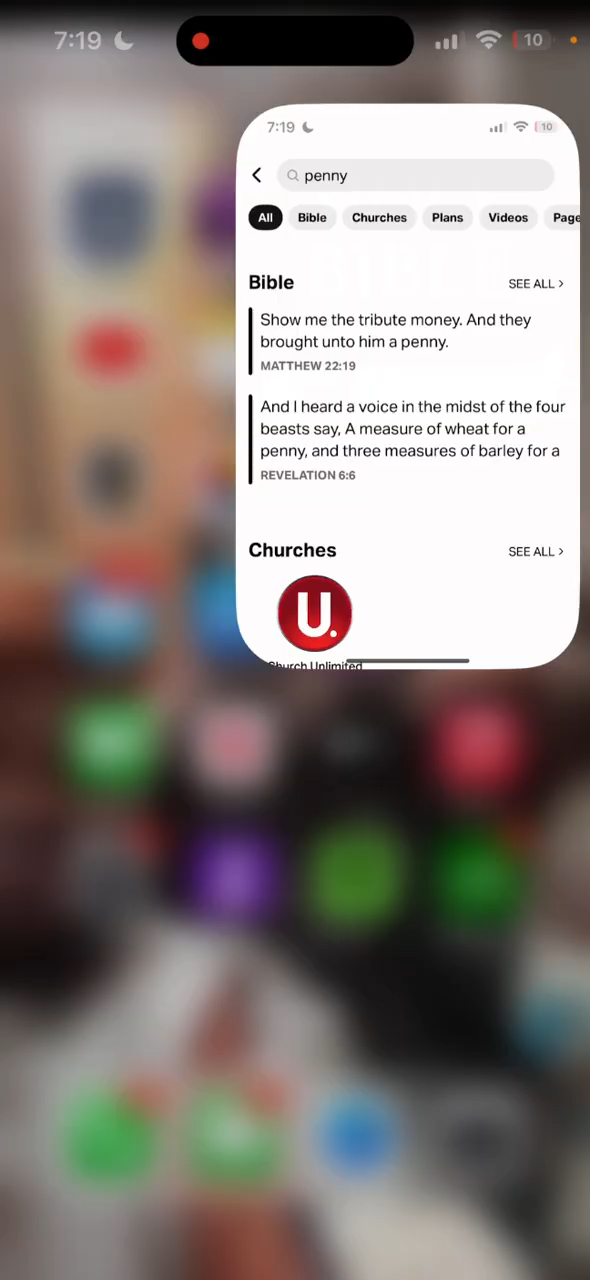 7:19
10
7:19
10
penny
All Bible Churches Plans Videos Page
Bible SEE ALL >
Show me the tribute money. And they
brought unto him a penny.
MATTHEW 22:19
And I heard a voice in the midst of the four
beasts say, A measure of wheat for a
penny, and three measures of barley for a
REVELATION 6:6
Churches SEE ALL >
U.
Church Unlimited